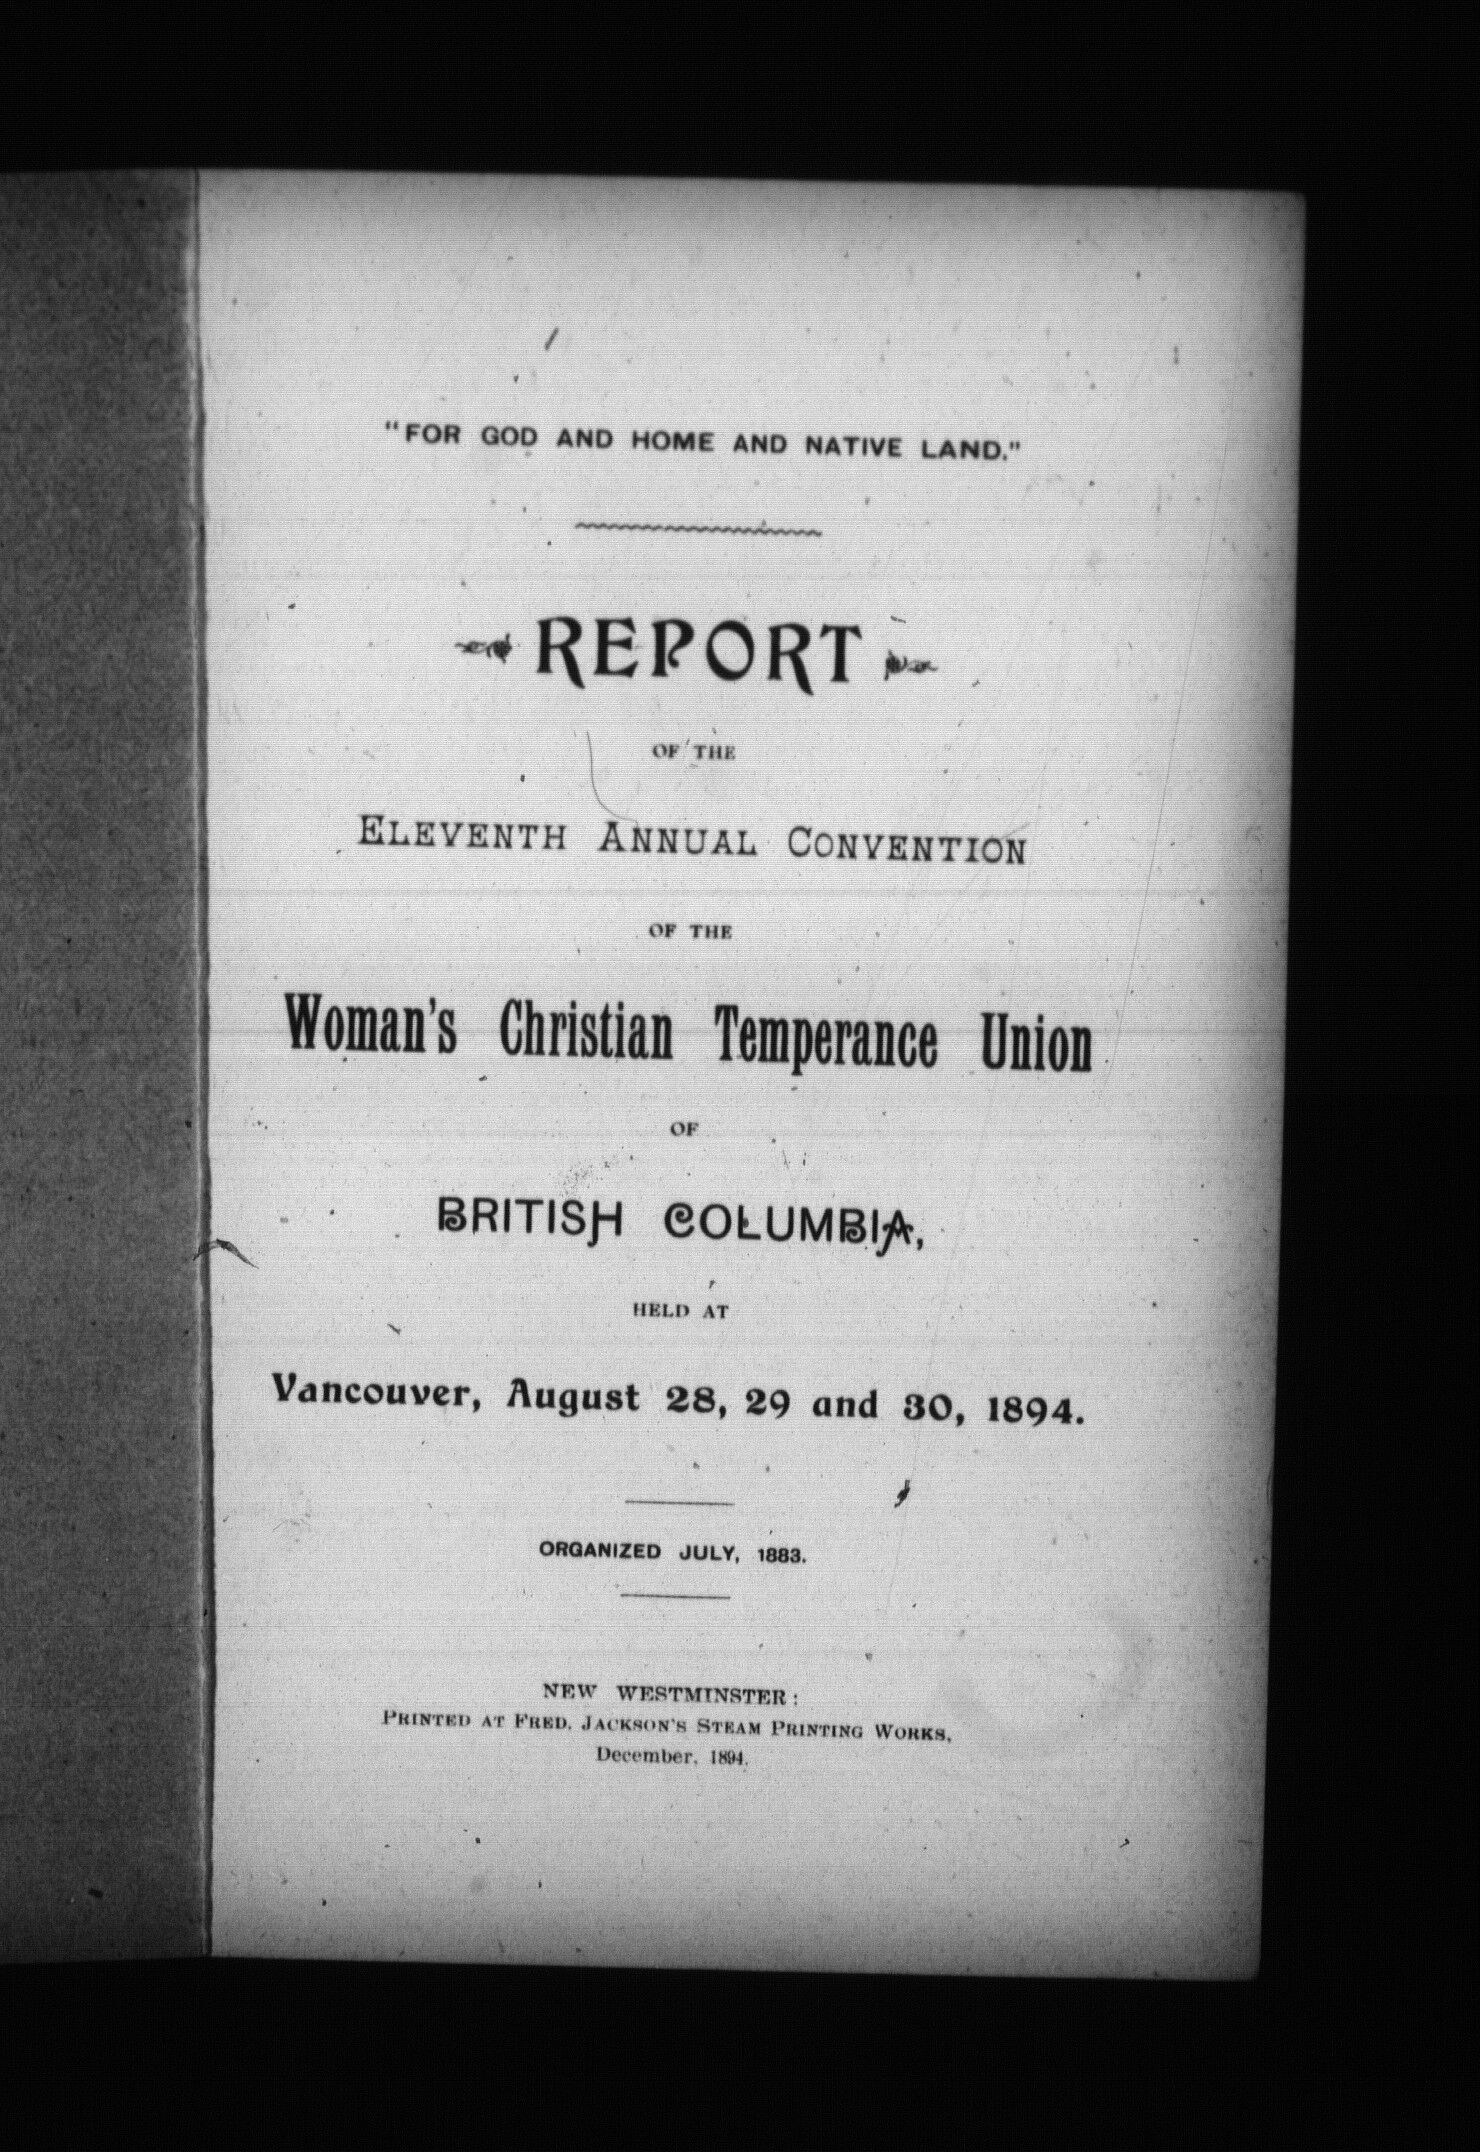 "FOR GOD AND HOME AND NATIVE LAND."
REPORT
OF THE
ELEVENTH ANNUAL CONVENTION
OF THE
Woman's Christian Temperance Union
OF
BRITISH COLUMBIA,
HELD AT
Vancouver, August 28, 29 and 30, 1894.
ORGANIZED JULY, 1883.
NEW WESTMINSTER:
PRINTED AT FRED. JACKSON'S STEAM PRINTING WORKS,
December, 1894.